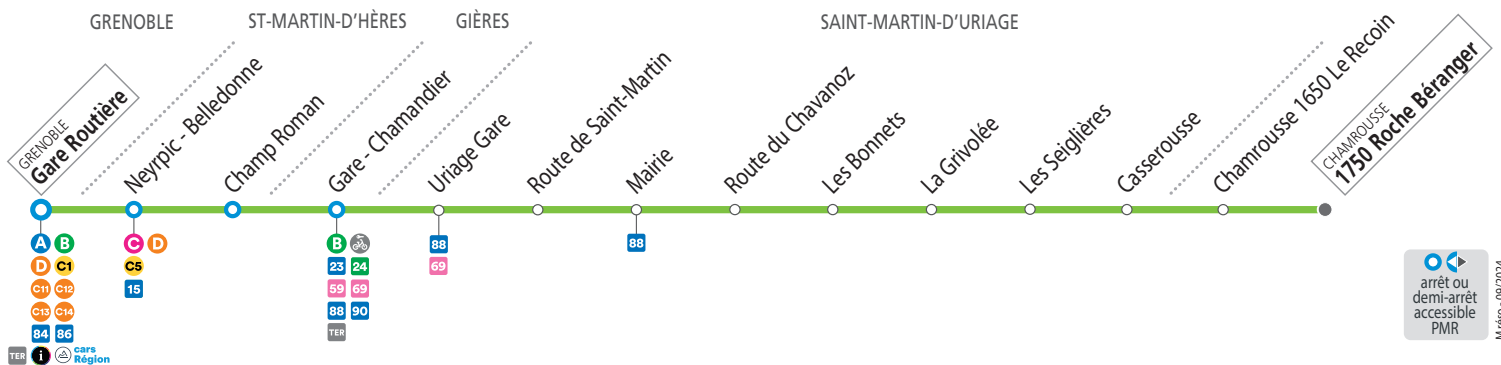 GRENOBLE
ST-MARTIN-D'HÈRES
GIÈRES
SAINT-MARTIN-D'URIAGE
GRENOBLE
Gare Routière
Neyrpic - Belledonne
Champ Roman
Gare - Chamandier
Uriage Gare
Route de Saint-Martin
Mairie
Route du Chavanoz
Les Bonnets
La Grivolée
Les Seiglières
Casserousse
Chamrousse 1650 Le Recoin
CHAMROUSSE
1750 Roche Béranger
A B
D C1
C11 C12
C13 C14
84 86
TER i cars
Région
C D
C5
15
B
23 24
59 69
88 90
TER
88
69
88
arrêt ou
demi-arrêt
accessible
PMR
M réso - 09/2024